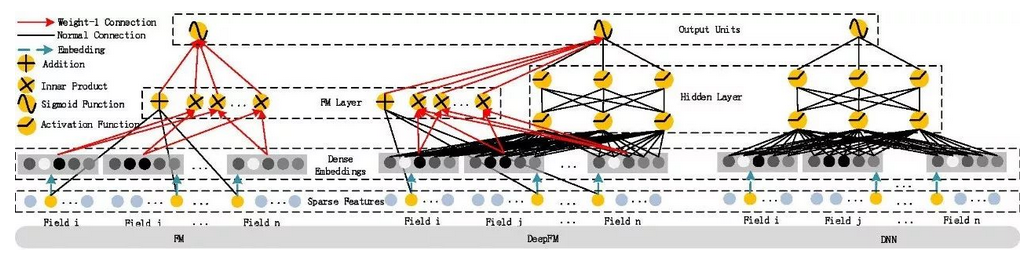 Weight-1 Connection
Normal Connection
Embedding
Addition
Inner Product
Sigmoid Function
Activation Function
Output Units
FM Layer
Hidden Layer
...
...
Dense
Embeddings
...
...
...
Sparse Features
Field i
Field j
...
Field n
Field i
Field j
...
Field n
Field i
Field j
...
Field n
FM
DeepFM
DNN